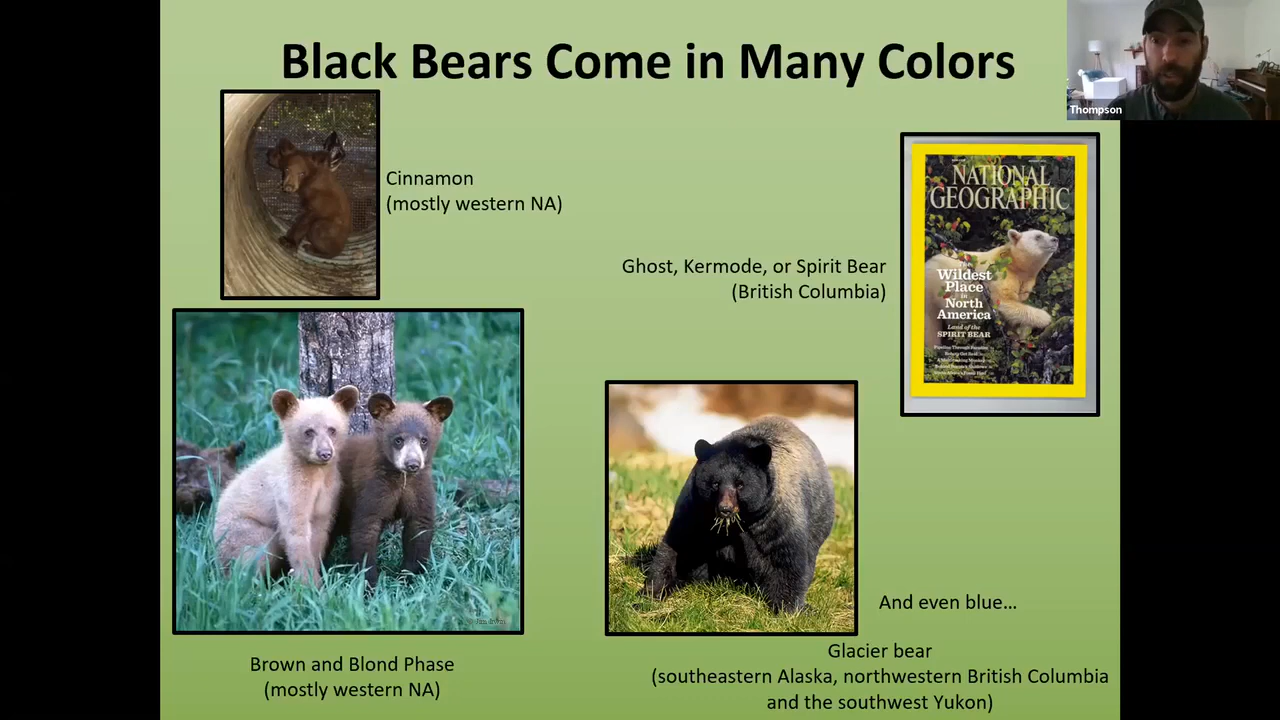 Black Bears Come in Many Colors
Thompson
Cinnamon
(mostly western NA)
Ghost, Kermode, or Spirit Bear
(British Columbia)
NATIONAL
GEOGRAPHIC
The
Wildest
Place
in
North
America
Land of the
SPIRIT BEAR
And even blue…
Brown and Blond Phase
(mostly western NA)
Glacier bear
(southeastern Alaska, northwestern British Columbia
and the southwest Yukon)